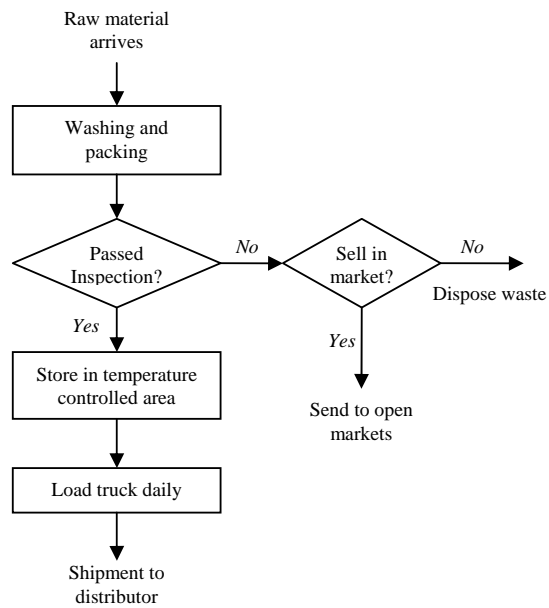 Raw material
arrives
Washing and
packing
Passed
Inspection?
No
Sell in
market?
No
Dispose waste
Yes
Yes
Store in temperature
controlled area
Send to open
markets
Load truck daily
Shipment to
distributor